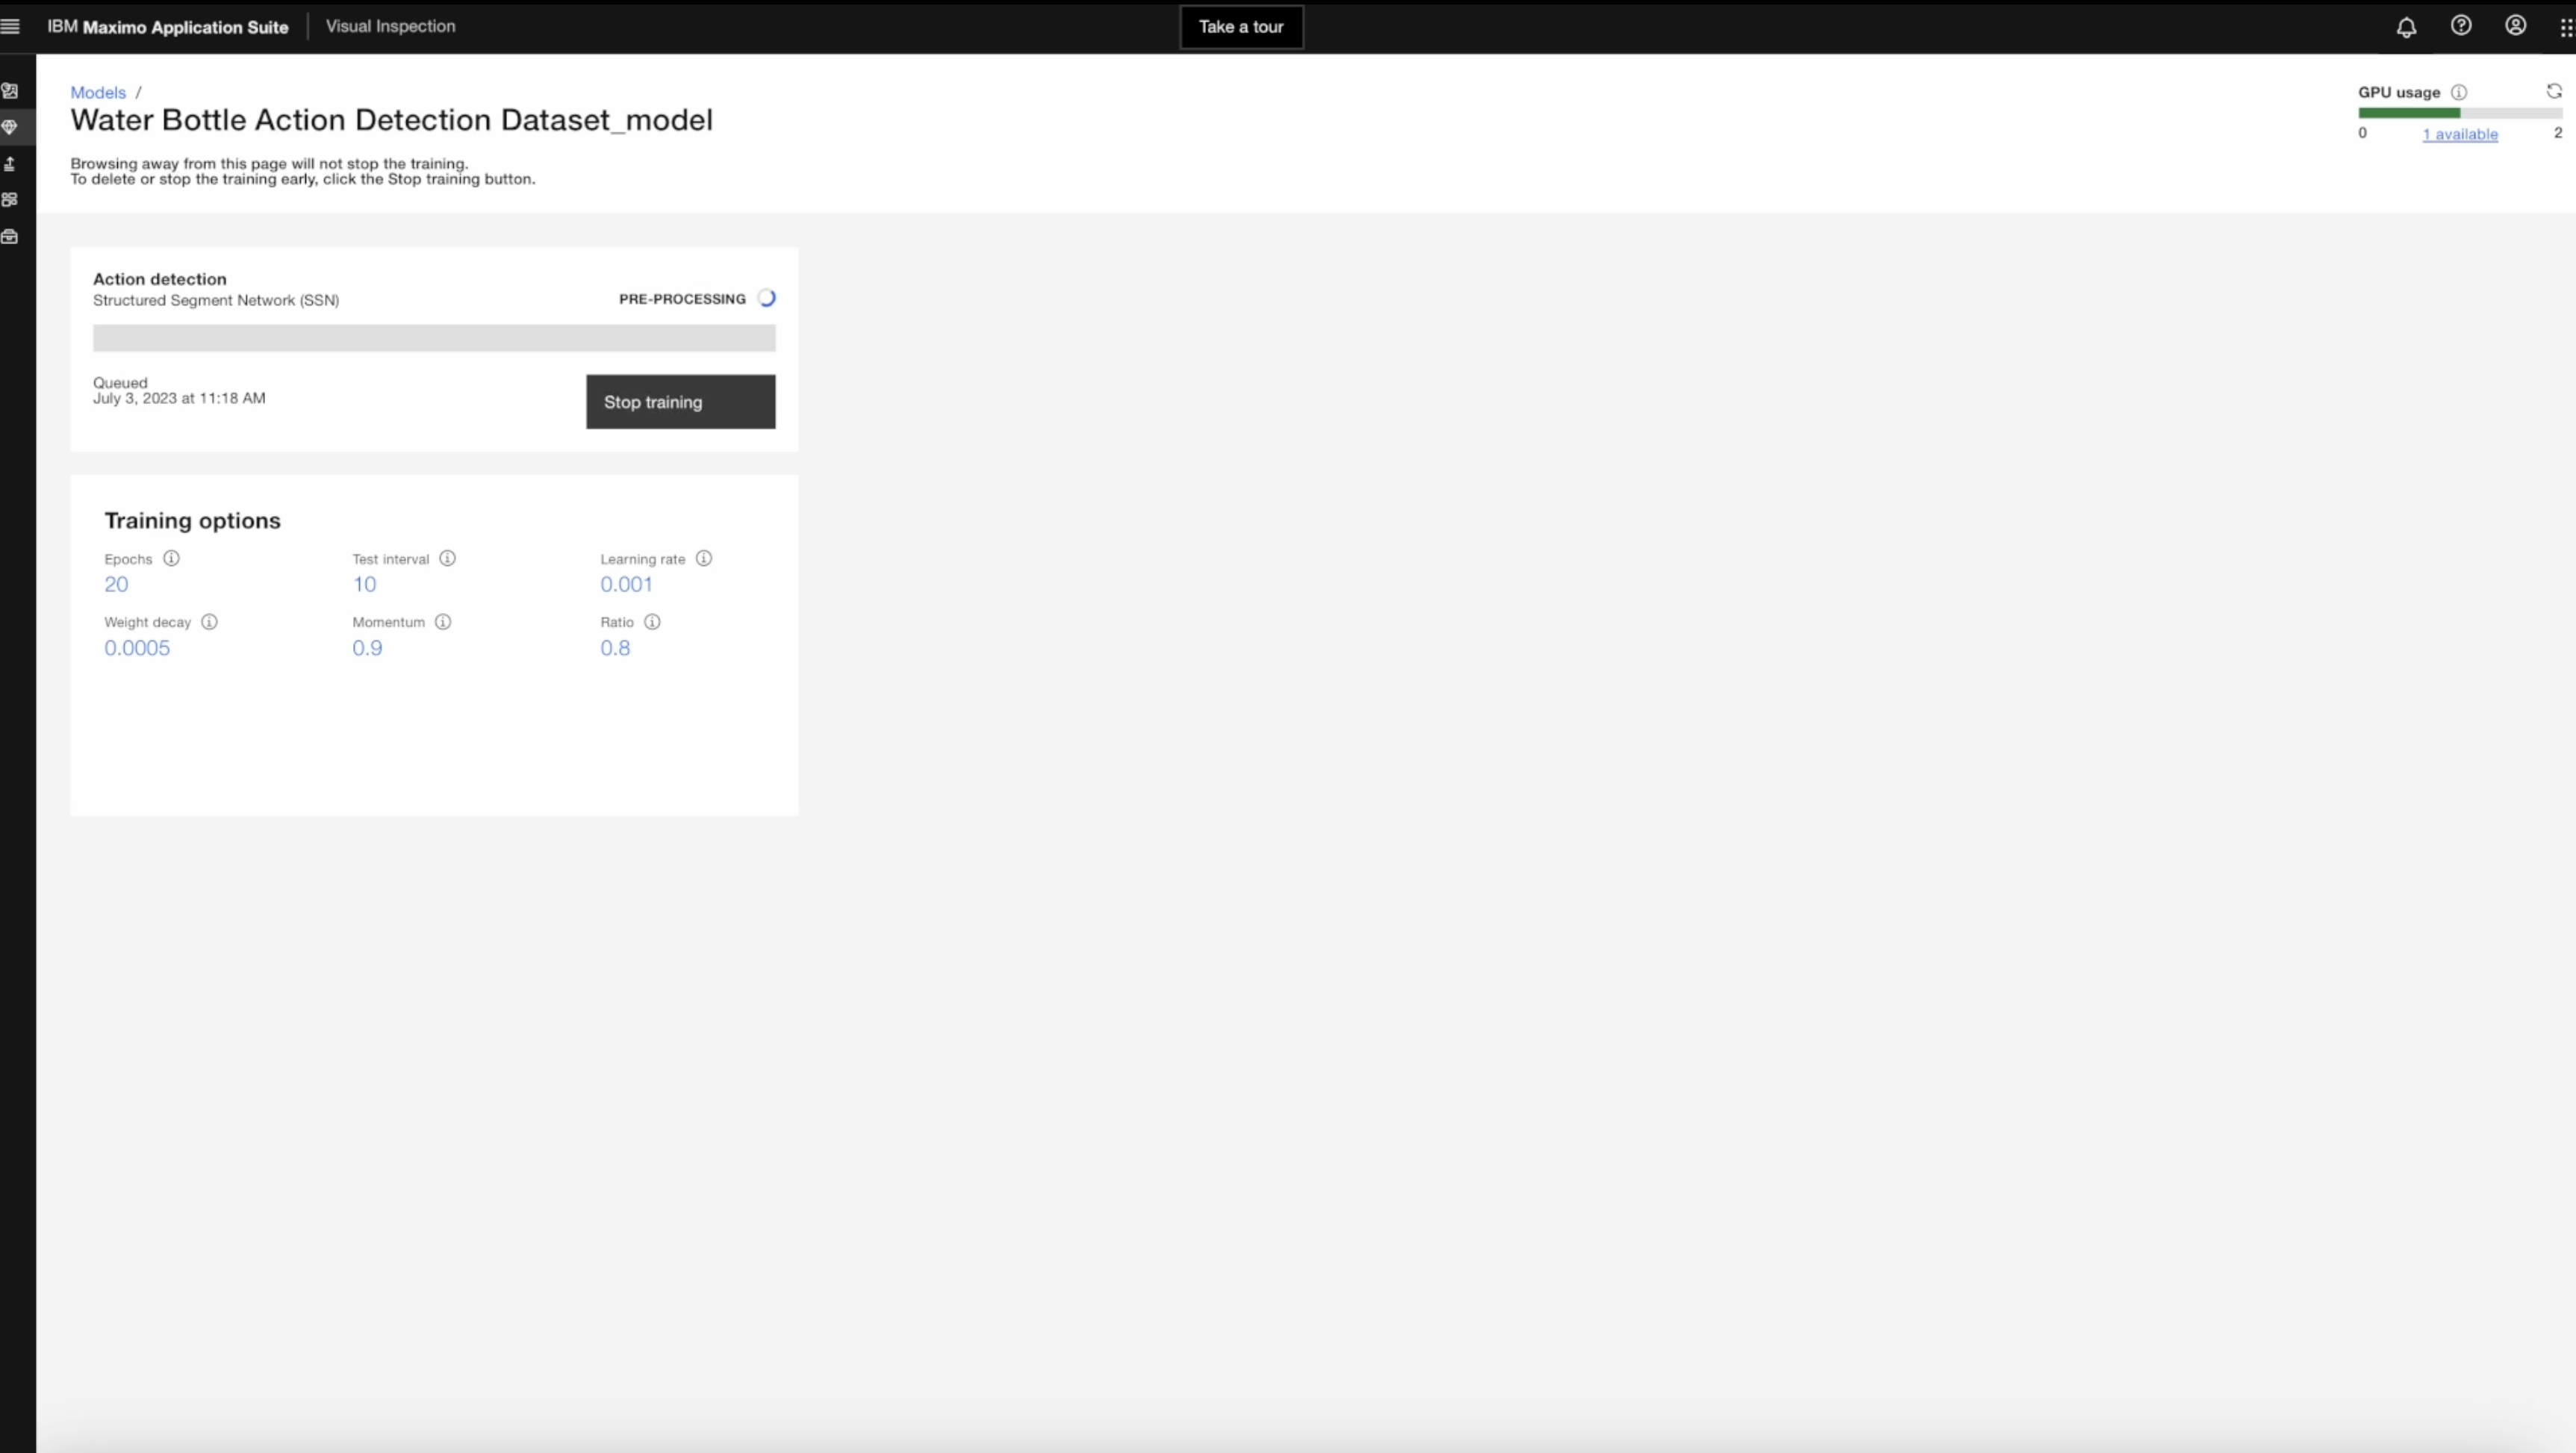 IBM Maximo Application Suite Visual Inspection Take a tour
Models /
Water Bottle Action Detection Dataset_model
Browsing away from this page will not stop the training.
To delete or stop the training early, click the Stop training button.
GPU usage
0 1 available 2
Action detection
Structured Segment Network (SSN)
PRE-PROCESSING
Queued
July 3, 2023 at 11:18 AM
Stop training
Training options
Epochs Test interval Learning rate
20 10 0.001
Weight decay Momentum Ratio
0.0005 0.9 0.8